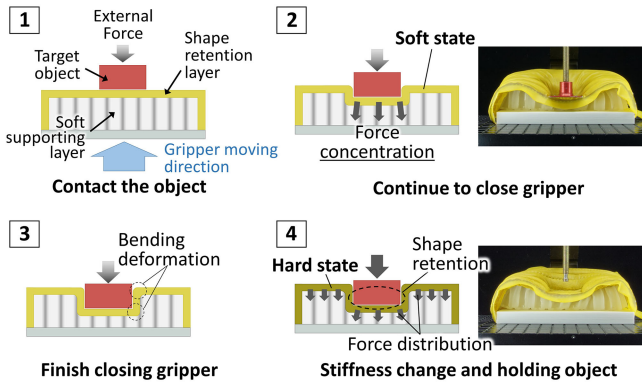 1
External
Force
Target
object
Shape
retention
layer
Soft
supporting
layer
Gripper moving
direction
Contact the object
2
Soft state
Force
concentration
Continue to close gripper
3
Bending
deformation
Finish closing gripper
4
Hard state
Shape
retention
Force distribution
Stiffness change and holding object